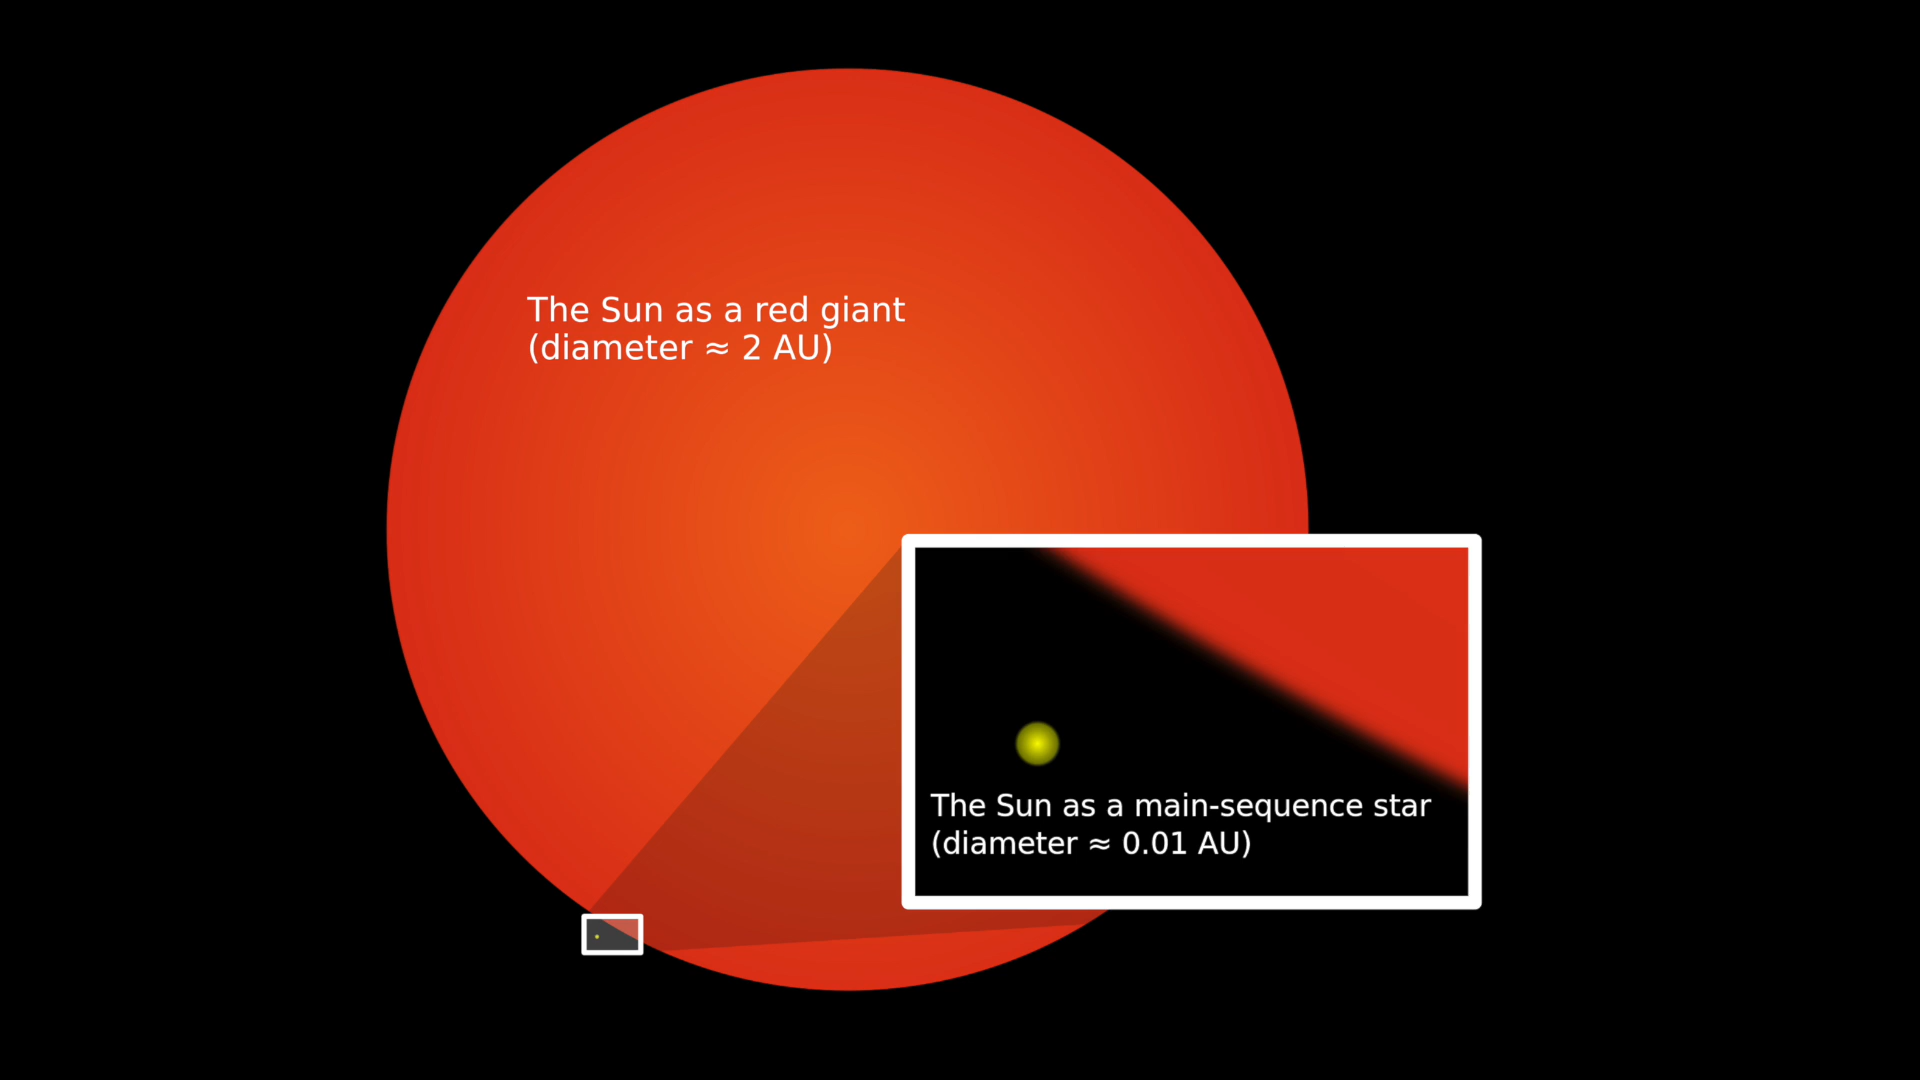 The Sun as a red giant
(diameter ≈ 2 AU)
The Sun as a main-sequence star
(diameter ≈ 0.01 AU)